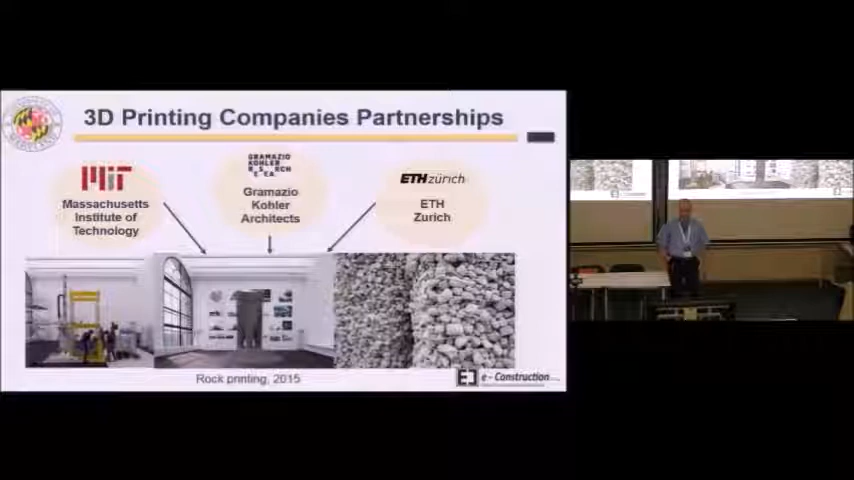 3D Printing Companies Partnerships
MIT
Massachusetts
Institute of
Technology
GRAMAZIO
KOHLER
Gramazio
Kohler
Architects
ETH zürich
ETH
Zurich
Rock printing, 2015
e - Construction